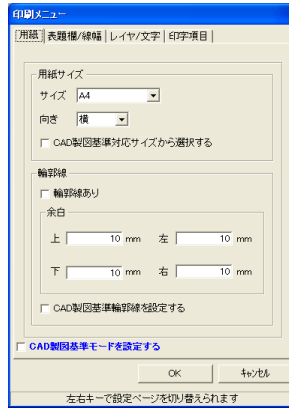 印刷メニュー
用紙 表題欄/線幅 レイヤ/文字 印字項目
用紙サイズ
サイズ A4
向き 横
CAD製図基準対応サイズから選択する
輪郭線
輪郭線あり
余白
上 10 mm 左 10 mm
下 10 mm 右 10 mm
CAD製図基準輪郭線を設定する
CAD製図基準モードを設定する
OK キャンセル
左右キーで設定ページを切り替えられます